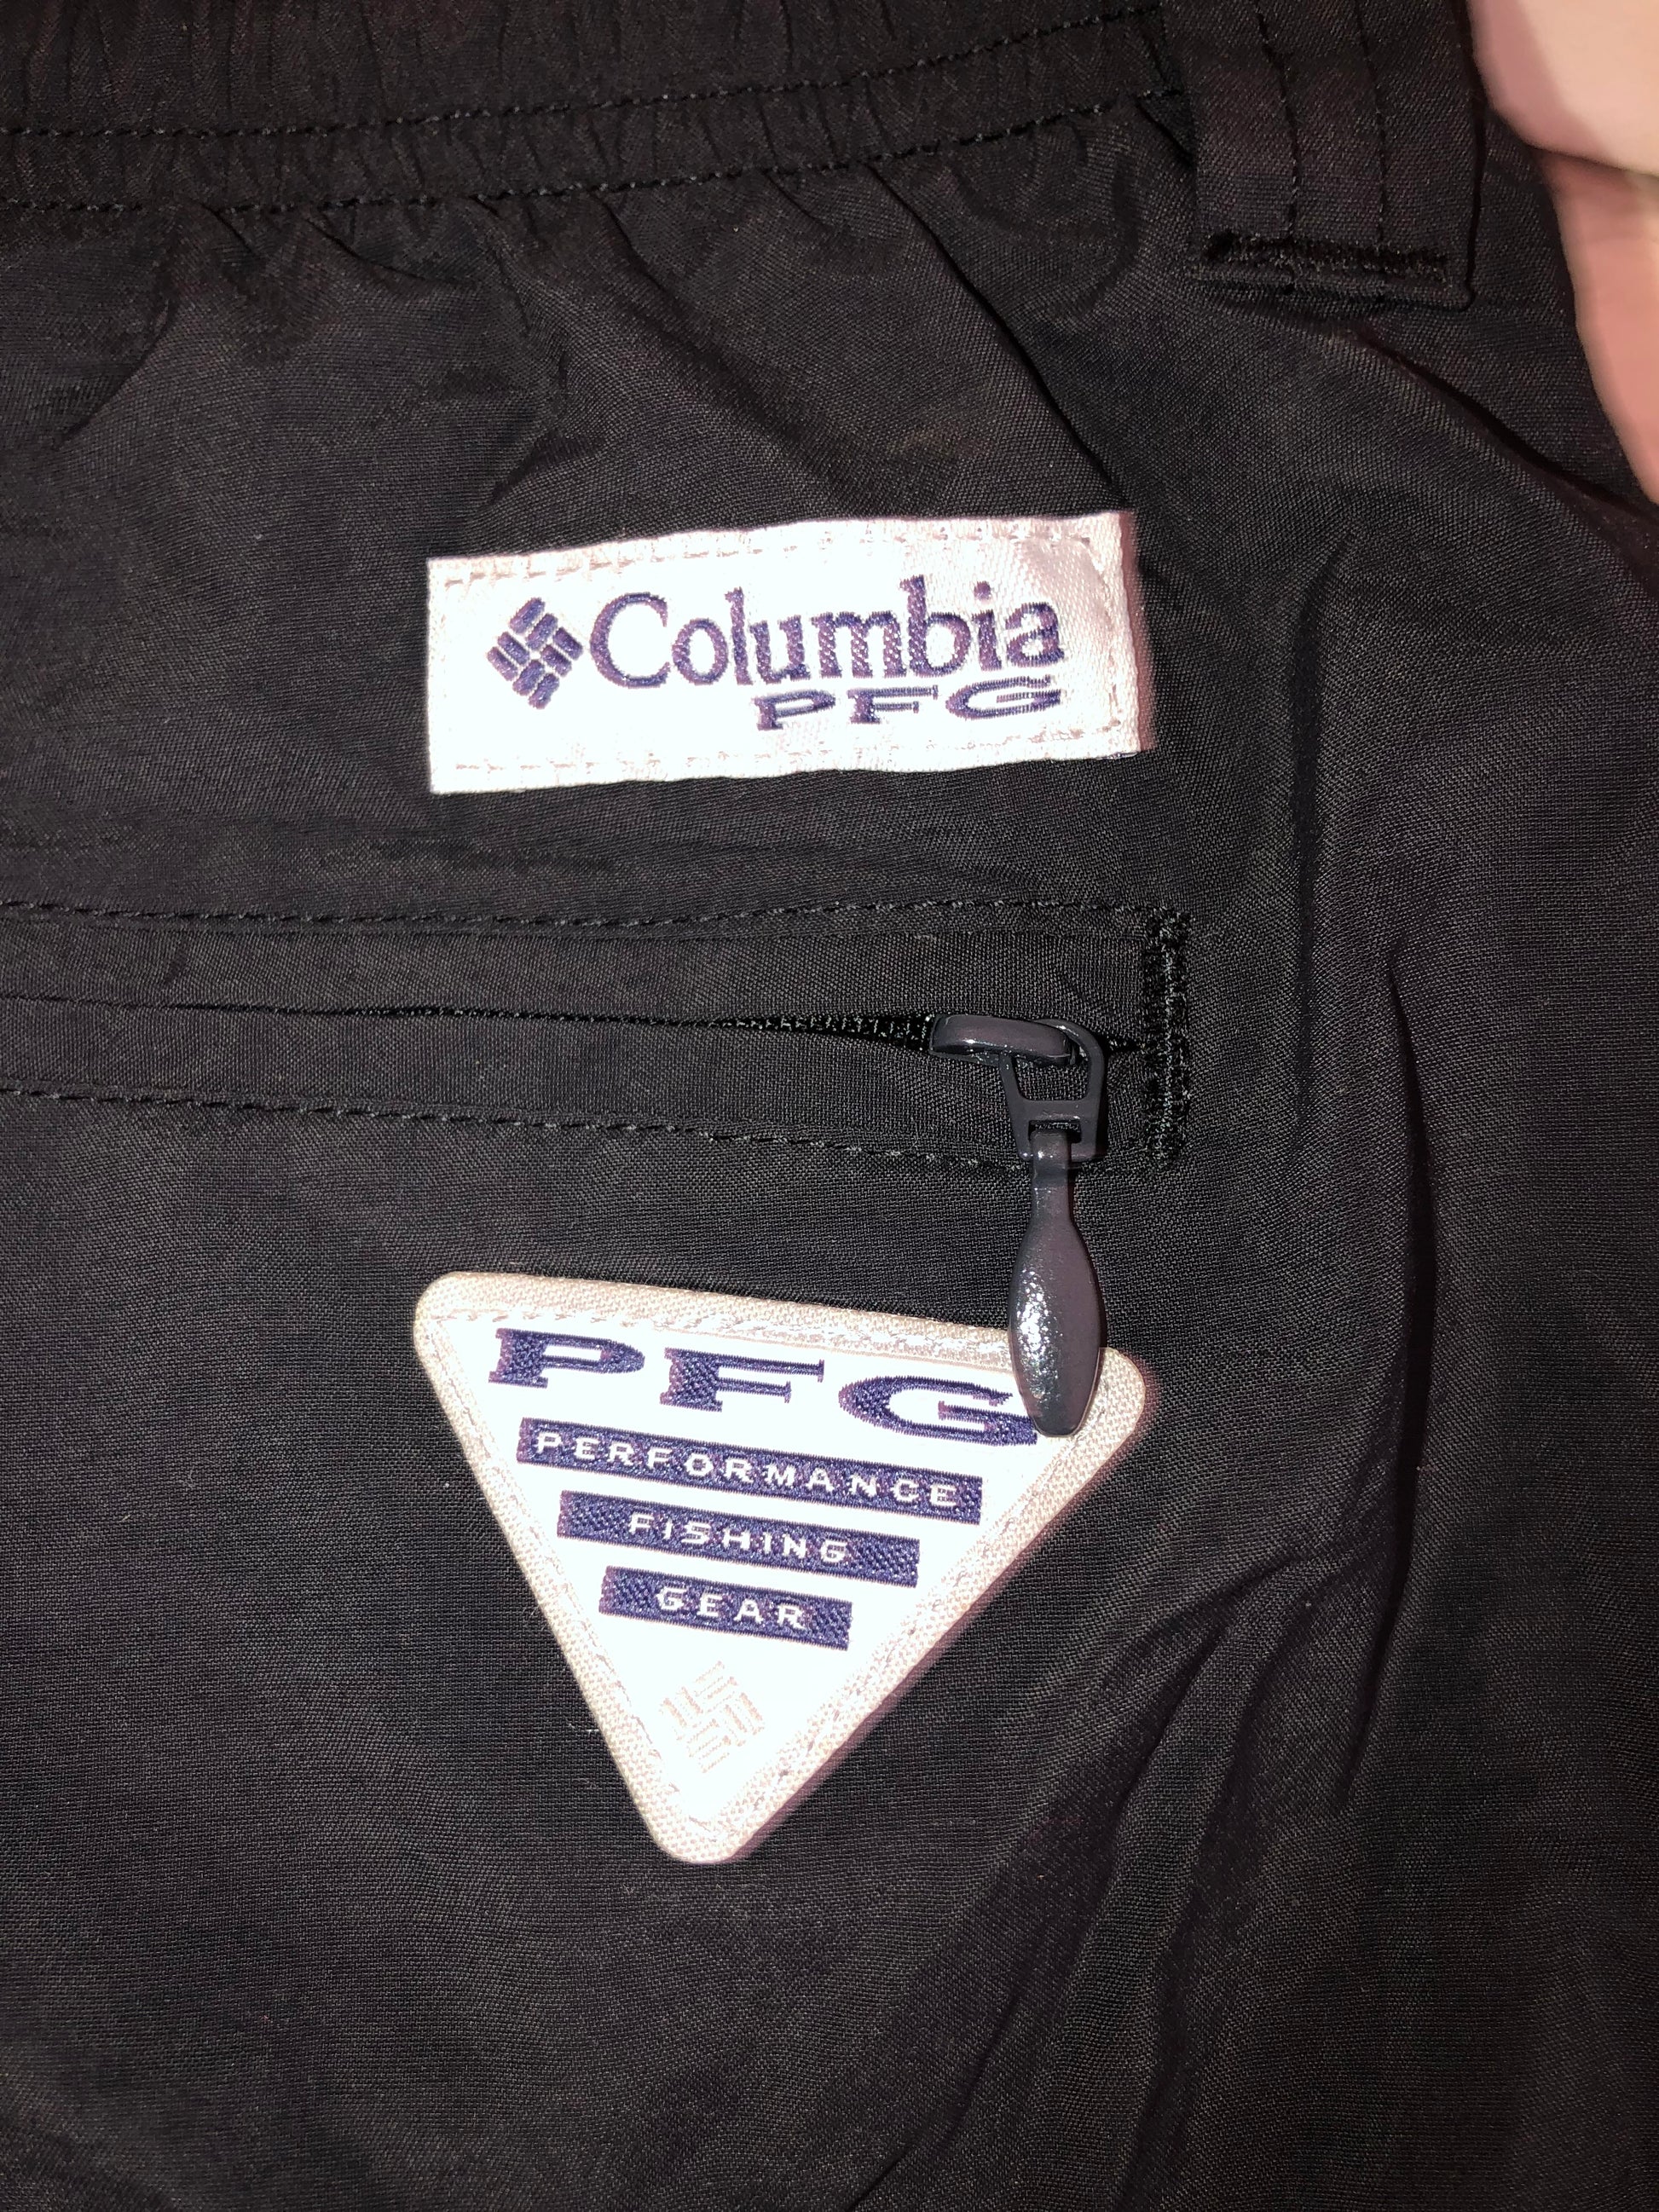 Columbia
PFG
PFG
PERFORMANCE
FISHING
GEAR